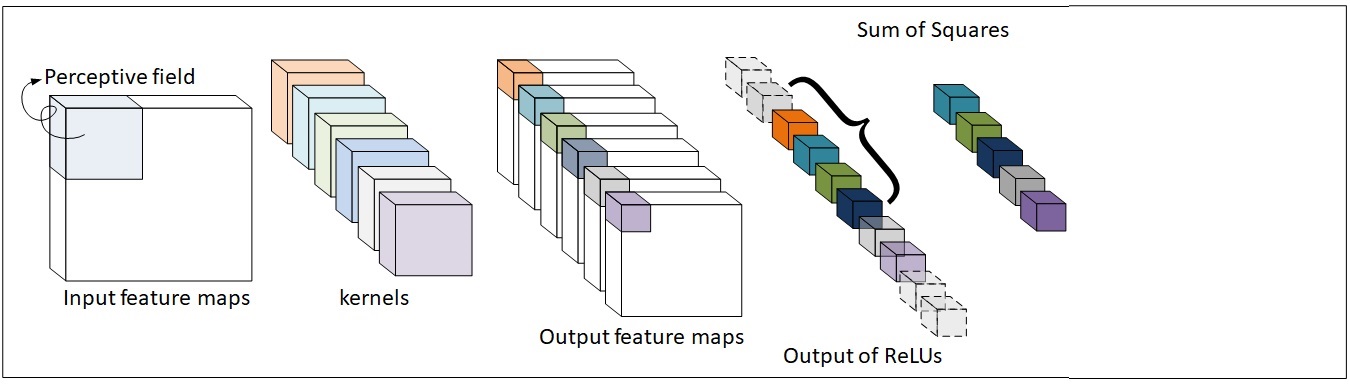 Sum of Squares
Perceptive field
Input feature maps
kernels
Output feature maps
Output of ReLUs